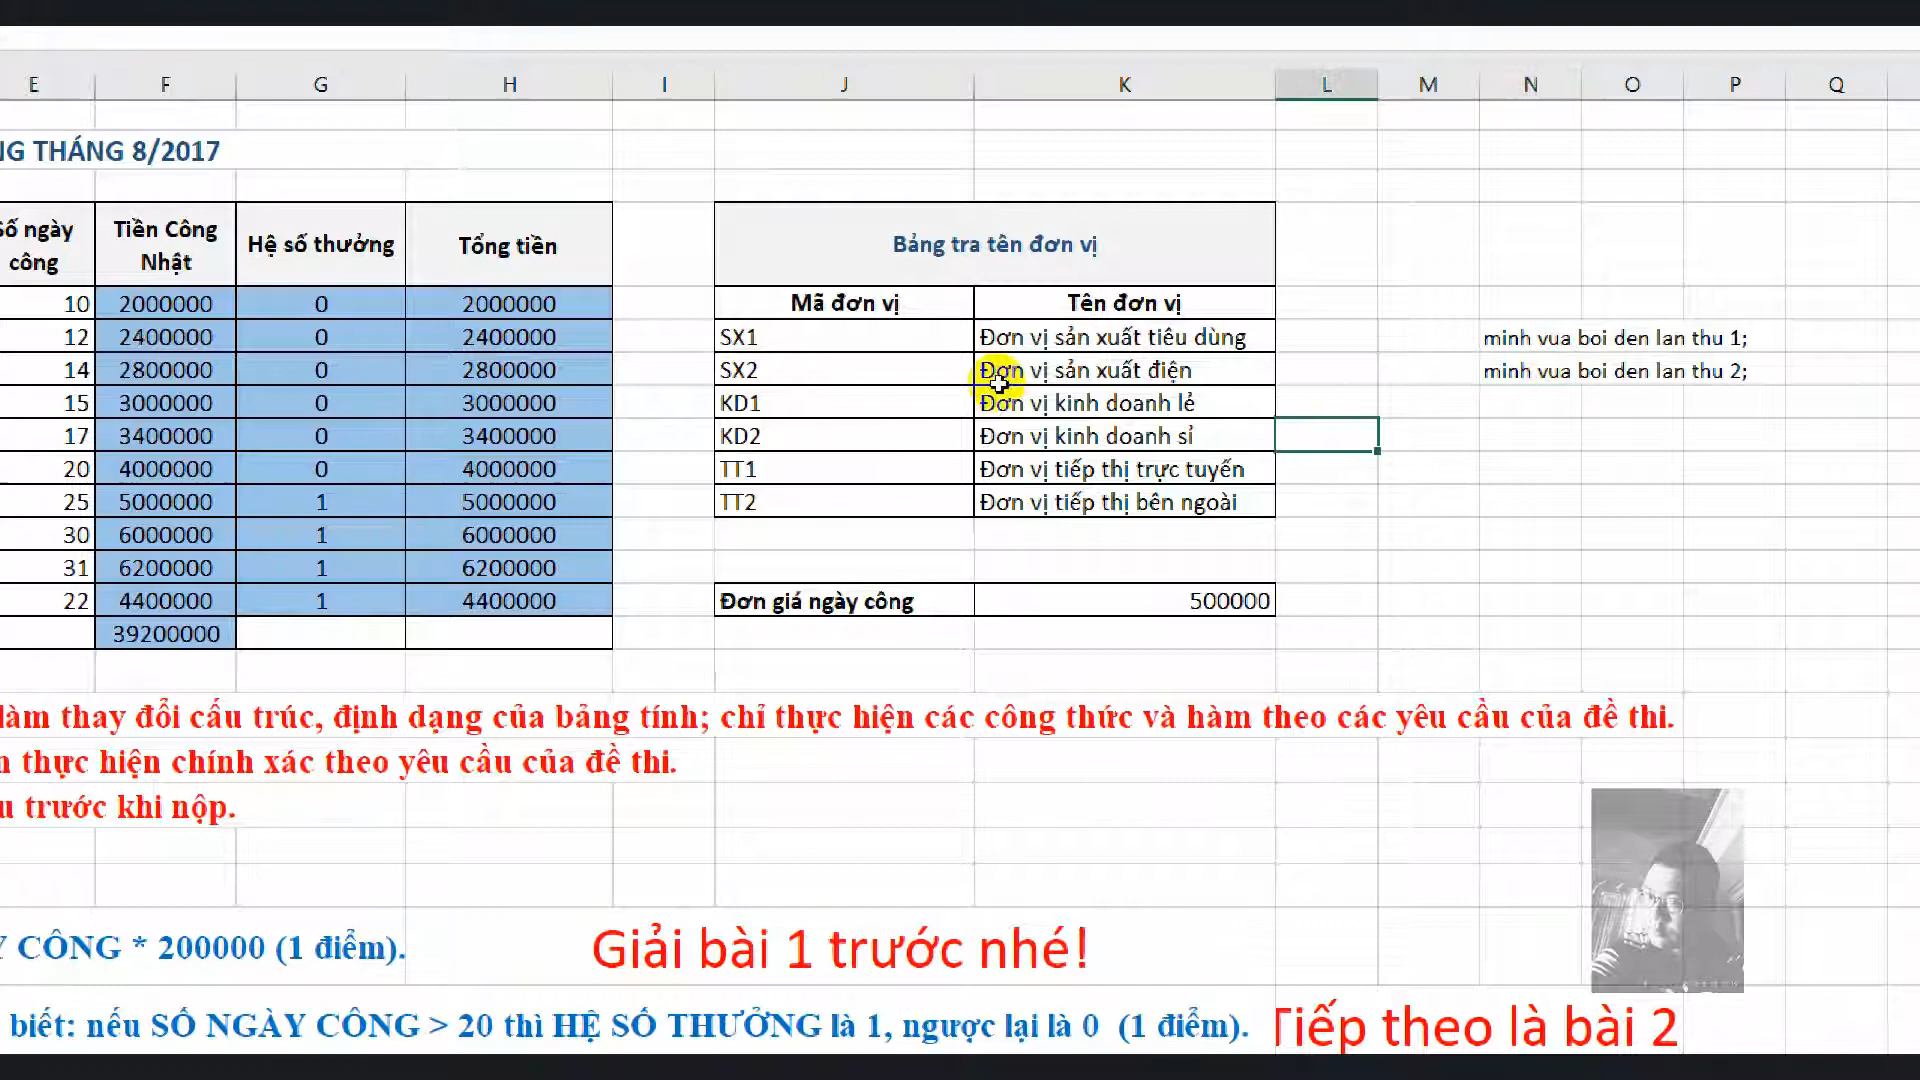 E F G H I J K L M N O P Q
NG THÁNG 8/2017
Số ngày công Tiền Công Nhật Hệ số thưởng Tổng tiền Bảng tra tên đơn vị
10 2000000 0 2000000 Mã đơn vị Tên đơn vị
12 2400000 0 2400000 SX1 Đơn vị sản xuất tiêu dùng minh vua boi den lan thu 1;
14 2800000 0 2800000 SX2 Đơn vị sản xuất điện minh vua boi den lan thu 2;
15 3000000 0 3000000 KD1 Đơn vị kinh doanh lẻ
17 3400000 0 3400000 KD2 Đơn vị kinh doanh sỉ
20 4000000 0 4000000 TT1 Đơn vị tiếp thị trực tuyến
25 5000000 1 5000000 TT2 Đơn vị tiếp thị bên ngoài
30 6000000 1 6000000
31 6200000 1 6200000
22 4400000 1 4400000 Đơn giá ngày công 500000
39200000
làm thay đổi cấu trúc, định dạng của bảng tính; chỉ thực hiện các công thức và hàm theo các yêu cầu của đề thi.
n thực hiện chính xác theo yêu cầu của đề thi.
u trước khi nộp.
Y CÔNG * 200000 (1 điểm). Giải bài 1 trước nhé!
biết: nếu SỐ NGÀY CÔNG > 20 thì HỆ SỐ THƯỞNG là 1, ngược lại là 0 (1 điểm). Tiếp theo là bài 2